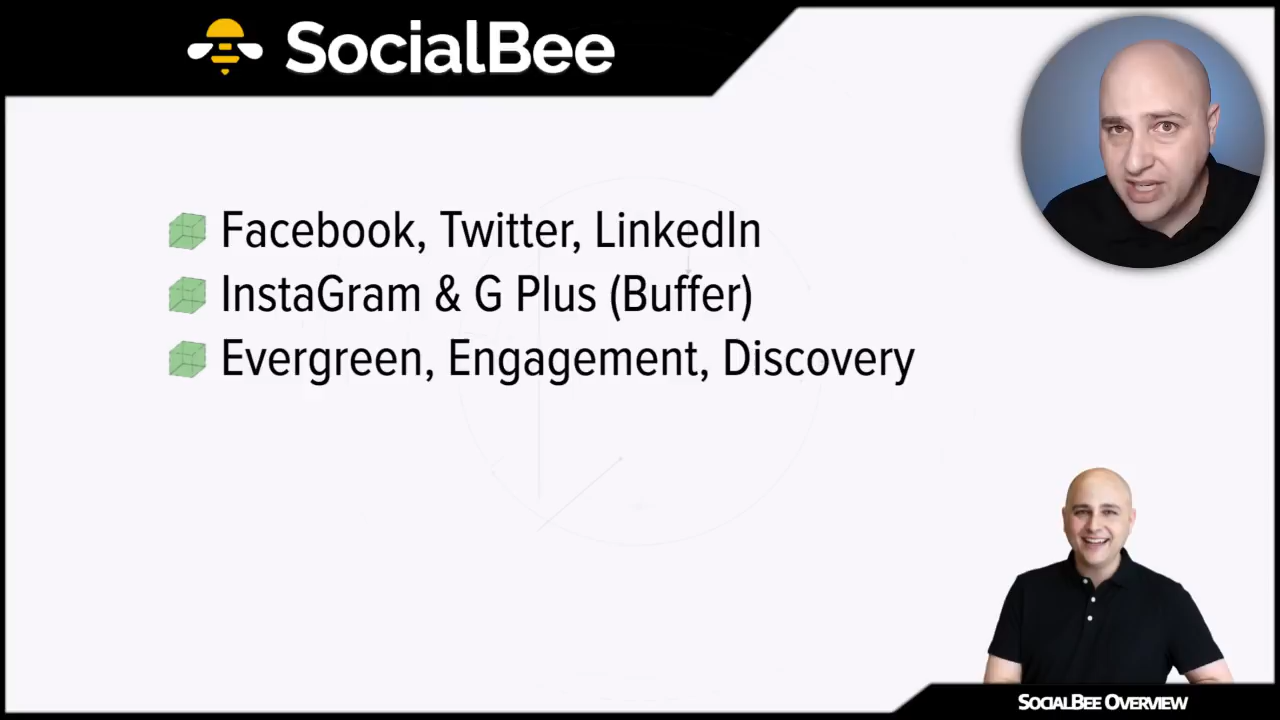 SocialBee
Facebook, Twitter, LinkedIn
InstaGram & G Plus (Buffer)
Evergreen, Engagement, Discovery
SocialBee Overview